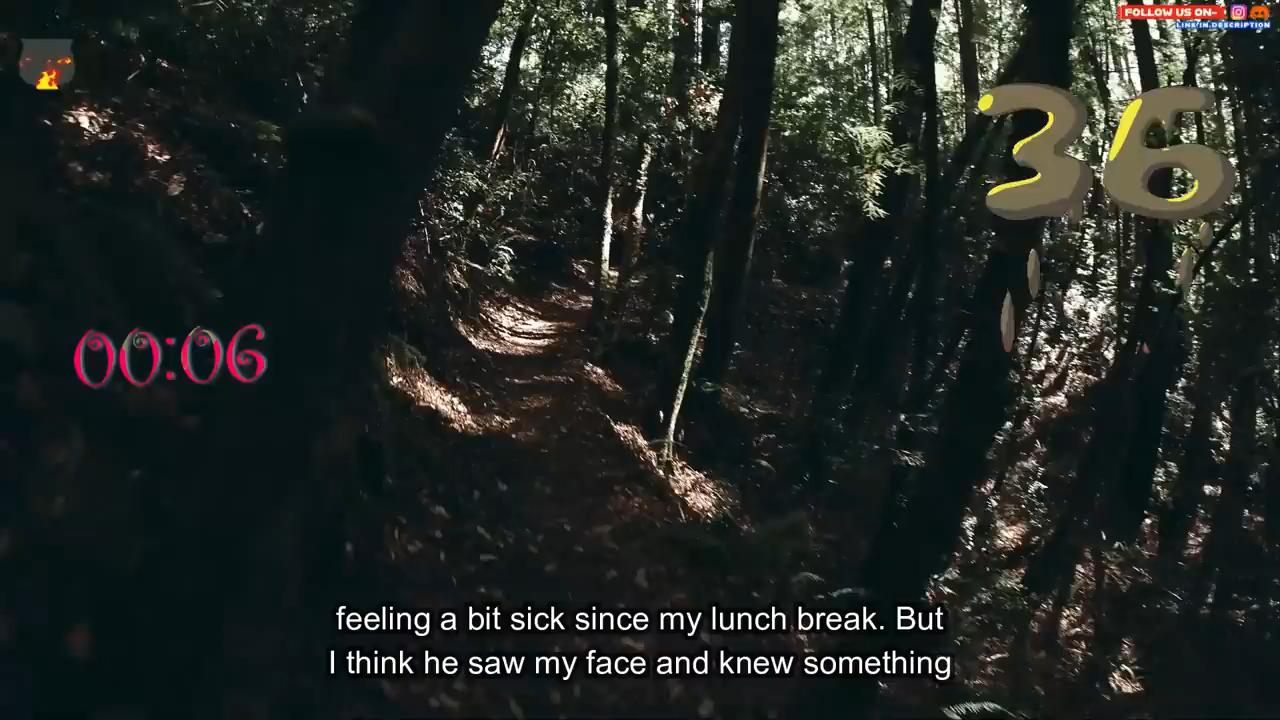 FOLLOW US ON-
LINK IN DESCRIPTION
36
00:06
feeling a bit sick since my lunch break. But
I think he saw my face and knew something